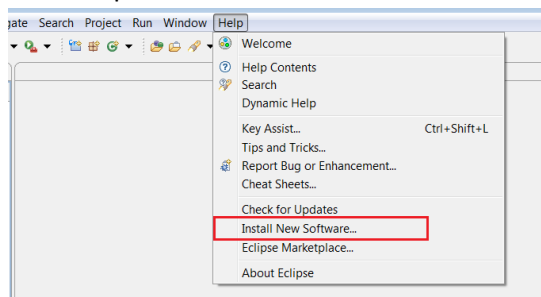 gate Search Project Run Window Help
Welcome
Help Contents
Search
Dynamic Help
Key Assist... Ctrl+Shift+L
Tips and Tricks...
Report Bug or Enhancement...
Cheat Sheets...
Check for Updates
Install New Software...
Eclipse Marketplace...
About Eclipse